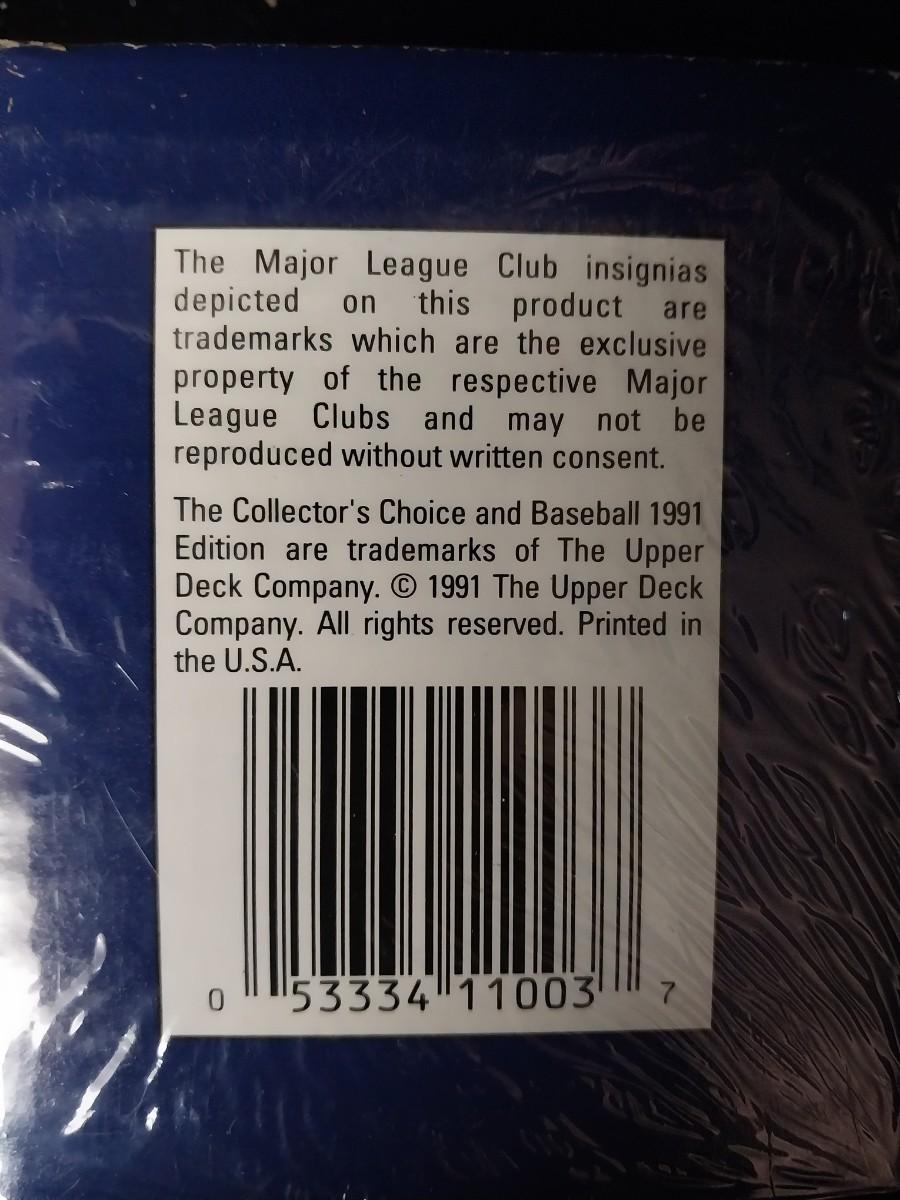 The Major League Club insignias
depicted on this product are
trademarks which are the exclusive
property of the respective Major
League Clubs and may not be
reproduced without written consent.
The Collector's Choice and Baseball 1991
Edition are trademarks of The Upper
Deck Company. © 1991 The Upper Deck
Company. All rights reserved. Printed in
the U.S.A.
0 53334 11003 7